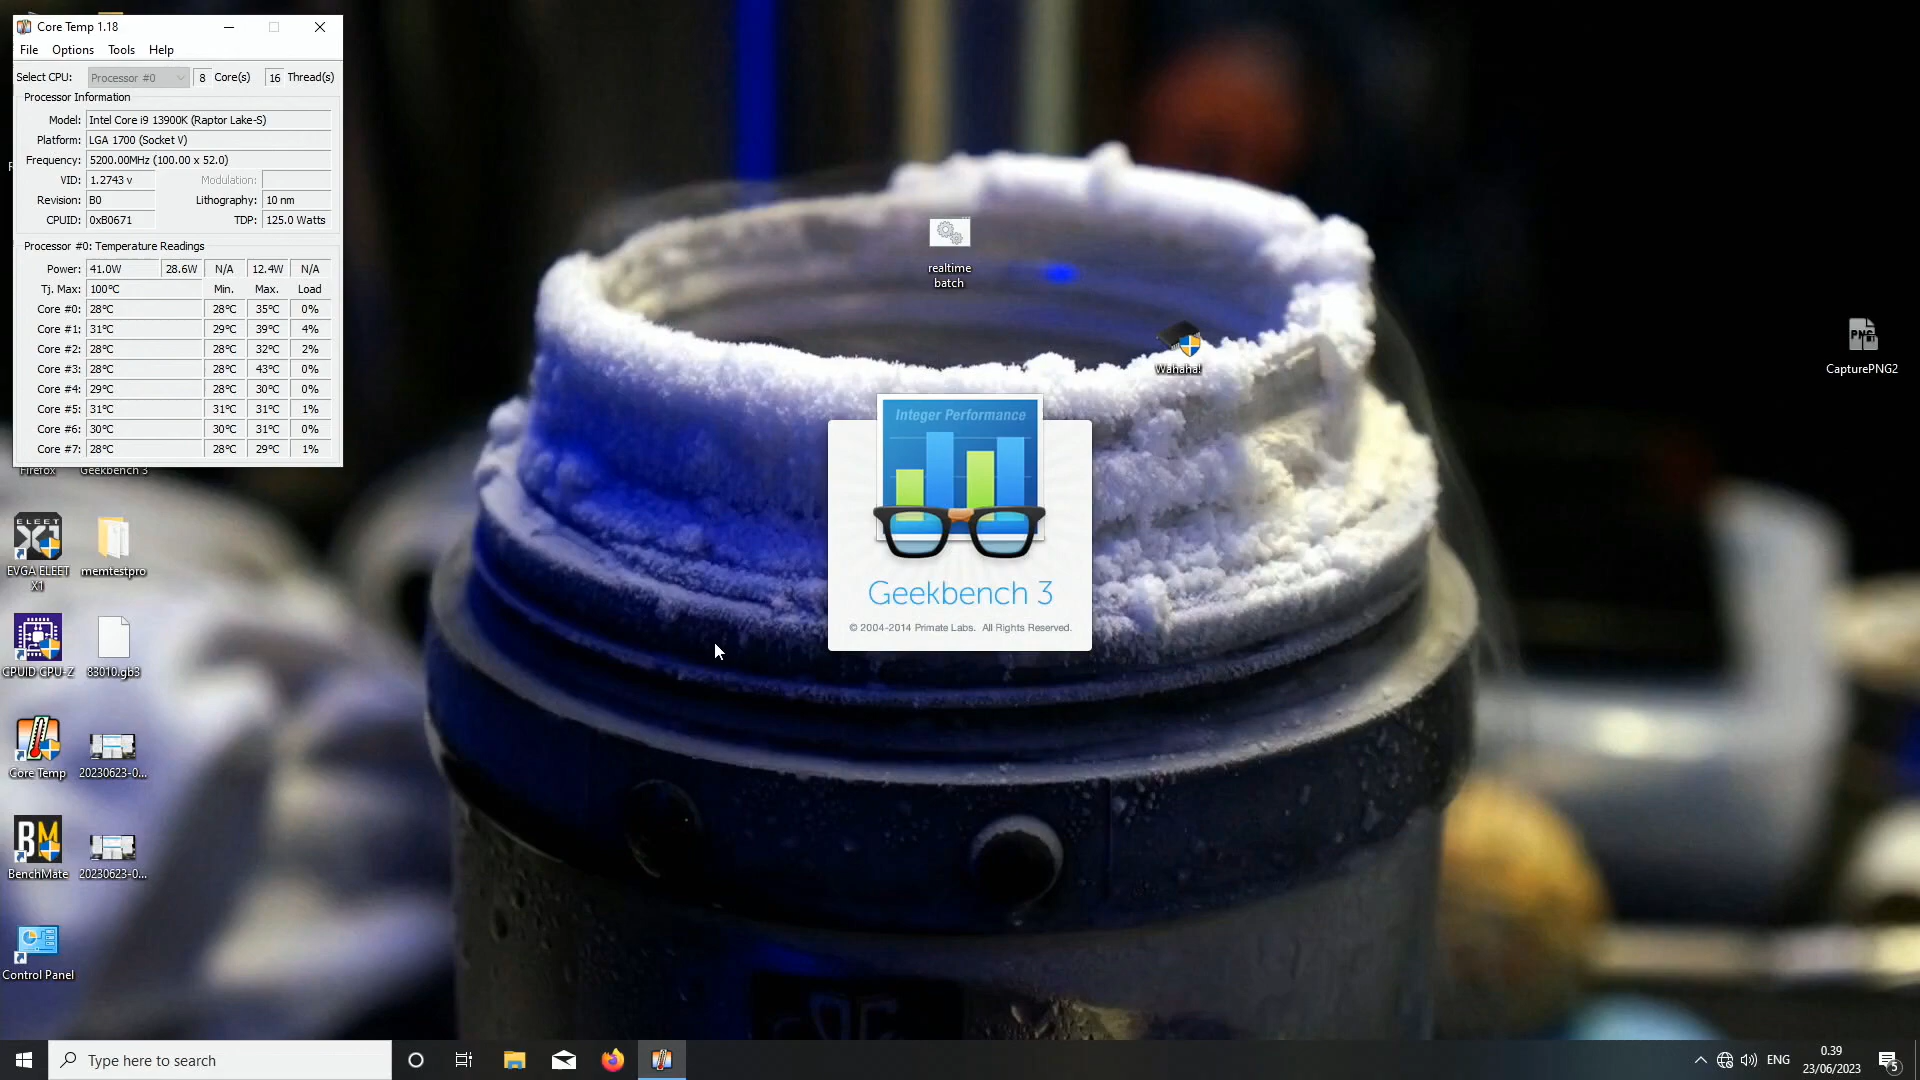 Core Temp 1.18
File Options Tools Help
Select CPU: Processor #0 8 Core(s) 16 Thread(s)
Processor Information
Model: Intel Core i9 13900K (Raptor Lake-S)
Platform: LGA 1700 (Socket V)
Frequency: 5200.00MHz (100.00 x 52.0)
VID: 1.2743 v Modulation:
Revision: B0 Lithography: 10 nm
CPUID: 0xB0671 TDP: 125.0 Watts
Processor #0: Temperature Readings
Power: 41.0W 28.6W N/A 12.4W N/A
Tj. Max: 100°C Min. Max. Load
Core #0: 28°C 28°C 35°C 0%
Core #1: 31°C 29°C 39°C 4%
Core #2: 28°C 28°C 32°C 2%
Core #3: 28°C 28°C 43°C 0%
Core #4: 29°C 28°C 30°C 0%
Core #5: 31°C 31°C 31°C 1%
Core #6: 30°C 30°C 31°C 0%
Core #7: 28°C 28°C 29°C 1%
Firefox Geekbench 3
ELEET
X1
EVGA ELEET
X1
memtestpro
CPUID CPU-Z
83010.gb3
Core Temp
20230623-0...
BM
BenchMate
20230623-0...
Control Panel
realtime
batch
Wahaha!
PNG
CapturePNG2
Integer Performance
Geekbench 3
© 2004-2014 Primate Labs. All Rights Reserved.
Type here to search
ENG
0.39
23/06/2023
5